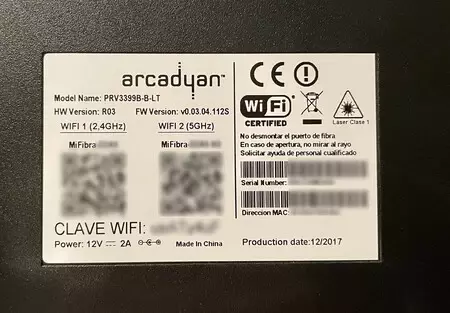 arcadyan™
Model Name: PRV3399B-B-LT
HW Version: R03 FW Version: v0.03.04.112S
WIFI 1 (2,4GHz) WIFI 2 (5GHz)
MiFibra- MiFibra-
CLAVE WIFI:
Power: 12V ⎓ 2A
Made In China
CE
WiFi
CERTIFIED
Laser Clase 1
No desmontar el puerto de fibra
En caso de apertura, no mirar al rayo
Solicitar ayuda de personal cualificado
Serial Number:
Direccion MAC:
Production date:12/2017